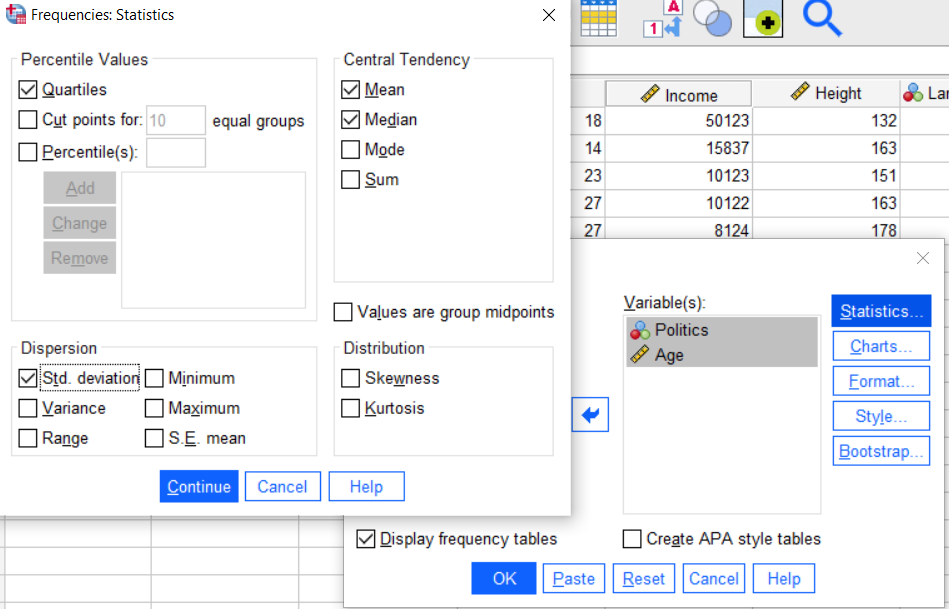 Frequencies: Statistics
Percentile Values
Quartiles
Cut points for: 10 equal groups
Percentile(s):
Add
Change
Remove
Central Tendency
Mean
Median
Mode
Sum
Values are group midpoints
Dispersion
Std. deviation Minimum
Variance Maximum
Range S.E. mean
Distribution
Skewness
Kurtosis
Continue Cancel Help
A
1
Income Height
18 50123 132
14 15837 163
23 10123 151
27 10122 163
27 8124 178
Variable(s):
Politics
Age
Statistics...
Charts...
Format...
Style...
Bootstrap...
Display frequency tables Create APA style tables
OK Paste Reset Cancel Help